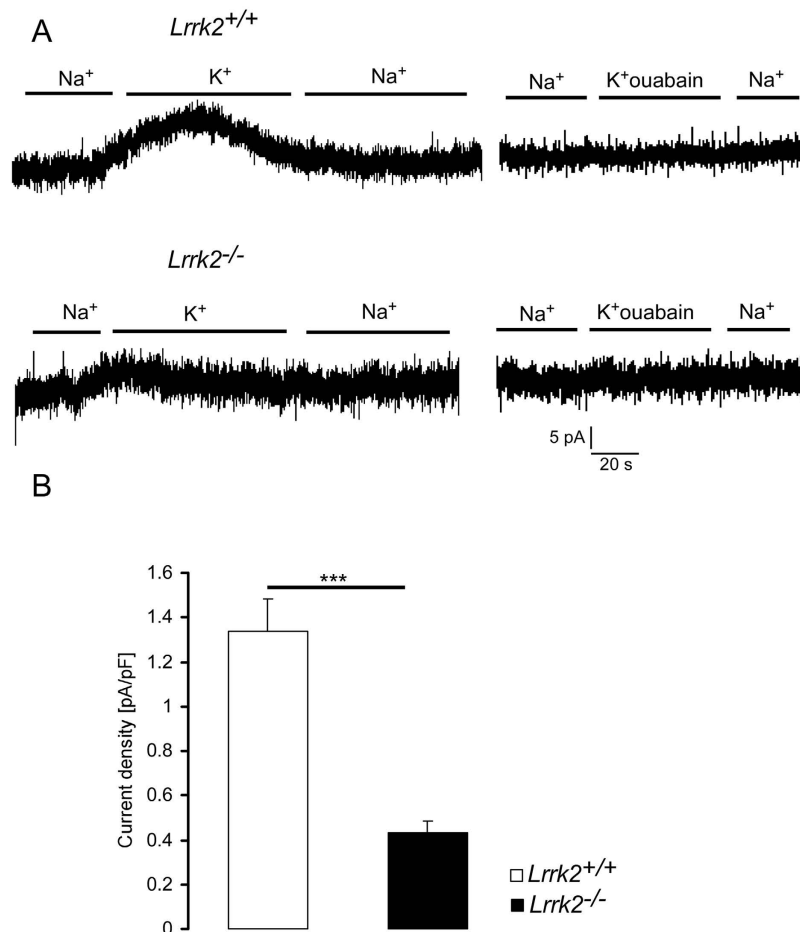 A
Lrrk2+/+
Na+ K+ Na+ Na+ K+ouabain Na+
Lrrk2-/-
Na+ K+ Na+ Na+ K+ouabain Na+
5 pA
20 s
B
***
Current density [pA/pF]
1.6
1.4
1.2
1
0.8
0.6
0.4
0.2
0
Lrrk2+/+
Lrrk2-/-